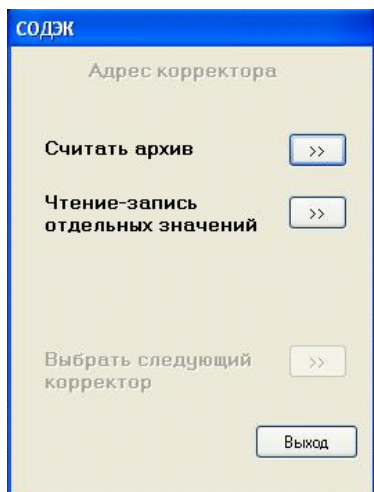 СОДЭК
Адрес корректора
Считать архив >>
Чтение-запись
отдельных значений >>
Выбрать следующий >>
корректор
Выход